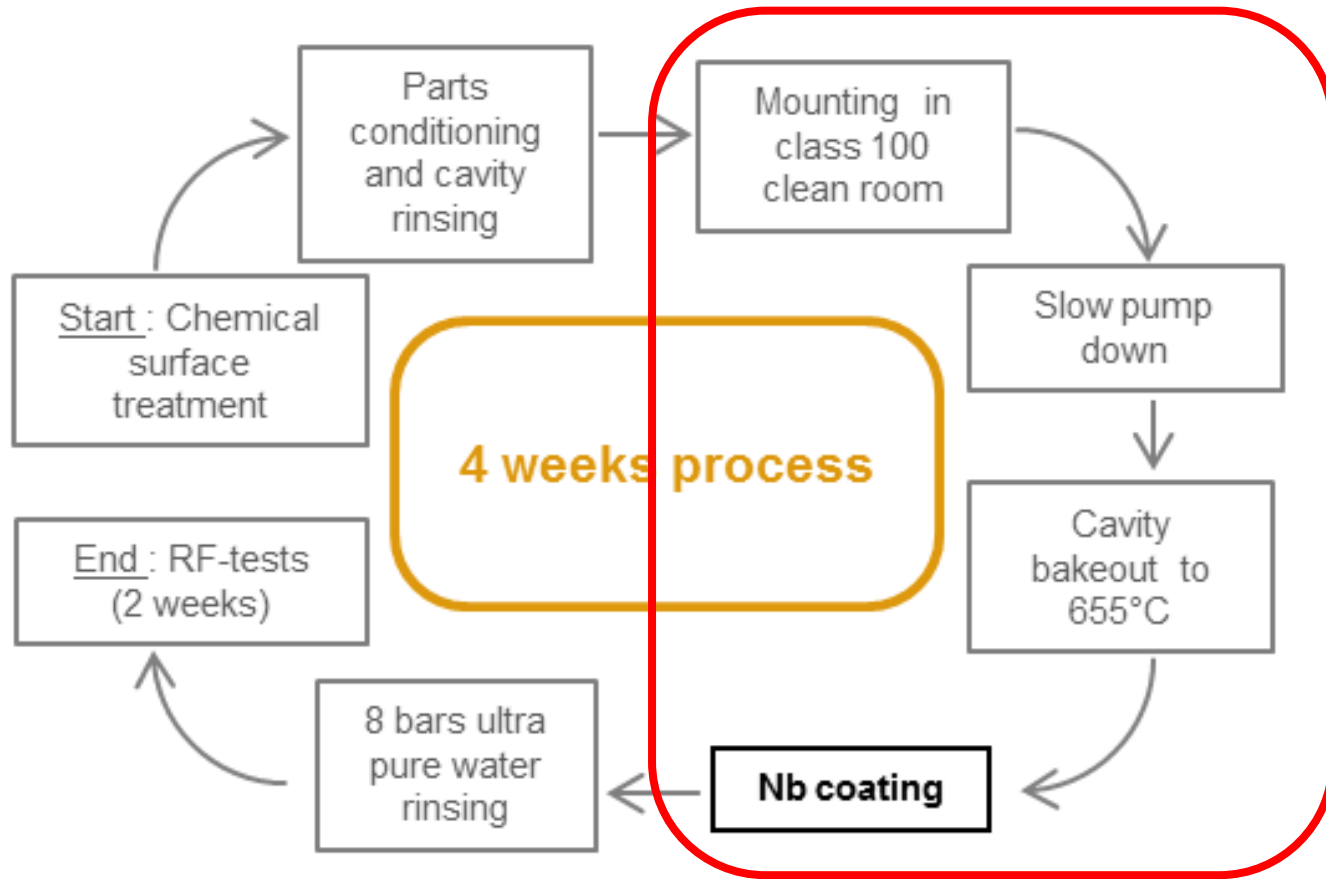 Start : Chemical
surface
treatment
Parts
conditioning
and cavity
rinsing
Mounting in
class 100
clean room
Slow pump
down
Cavity
bakeout to
655°C
Nb coating
8 bars ultra
pure water
rinsing
End : RF-tests
(2 weeks)
4 weeks process